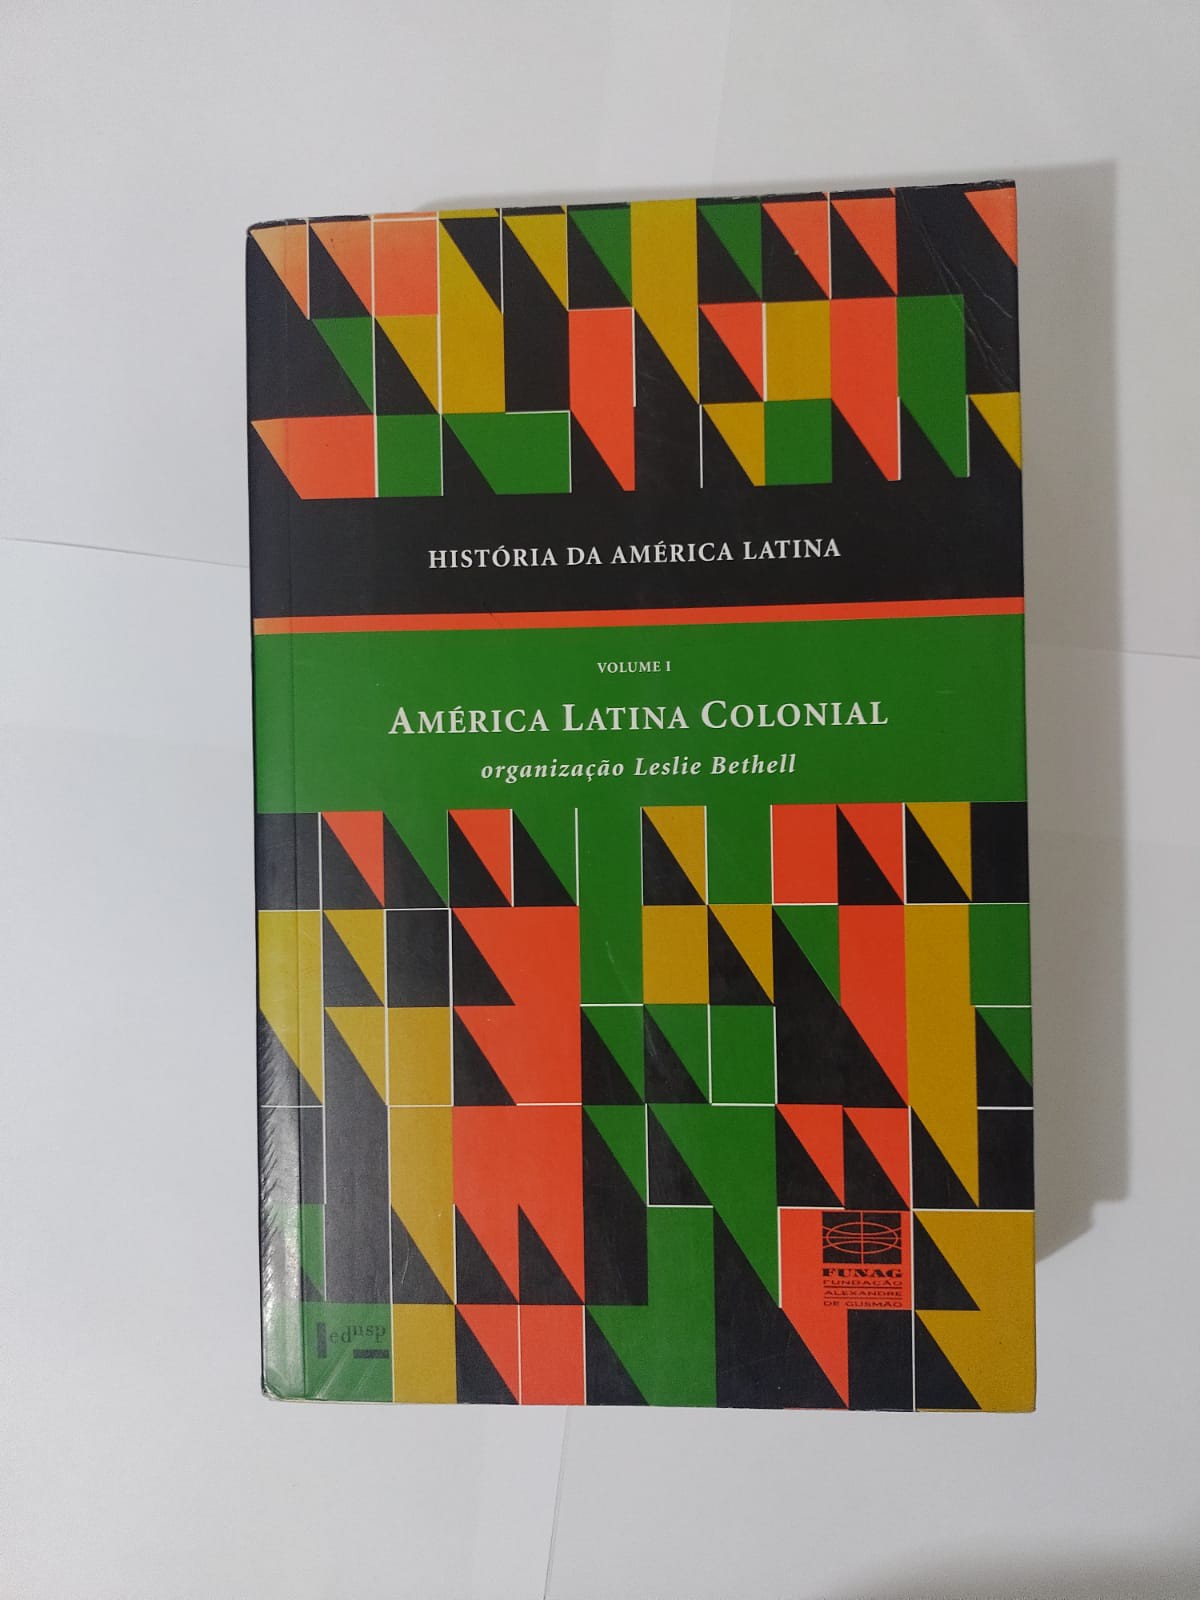 HISTÓRIA DA AMÉRICA LATINA
VOLUME I
AMÉRICA LATINA COLONIAL
organização Leslie Bethell
FUNAG
FUNDAÇÃO
ALEXANDRE
DE GUSMÃO
edusp